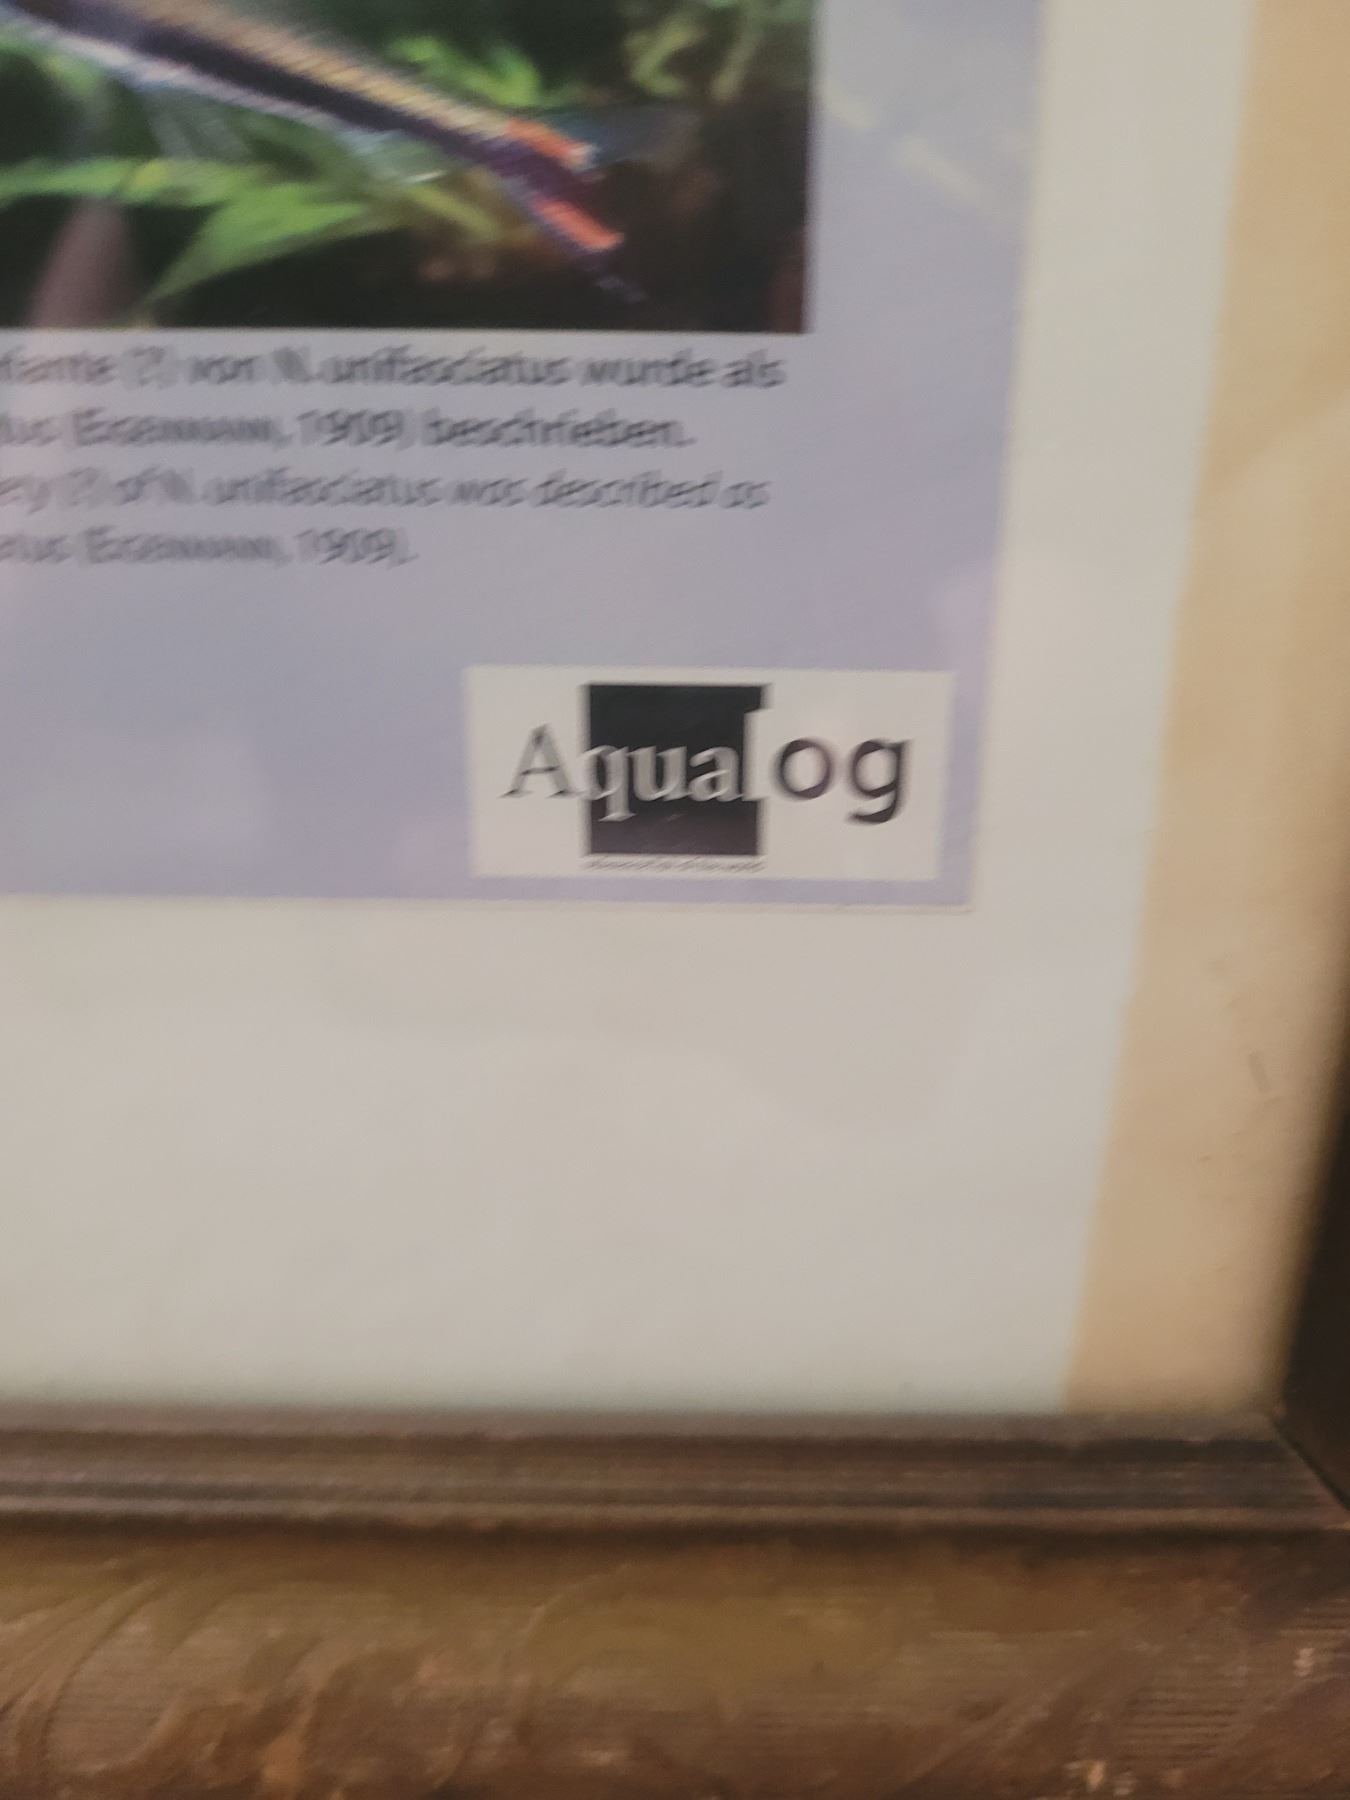 von N. unifasciatus wurde als
(EIGENMANN, 1909) beschrieben.
(?) of N. unifasciatus was described as
(EIGENMANN, 1909).
Aqualog